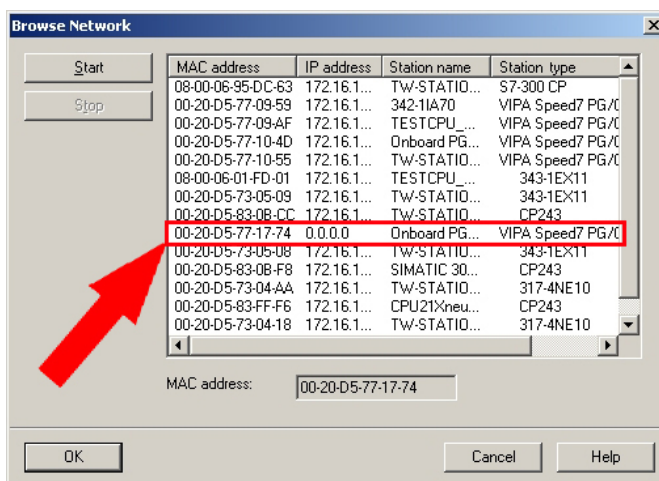 Browse Network
Start
Stop
MAC address IP address Station name Station type
08-00-06-95-DC-63 172.16.1... TW-STATIO... S7-300 CP
00-20-D5-77-09-59 172.16.1... 342-1IA70 VIPA Speed7 PG/
00-20-D5-77-09-AF 172.16.1... TESTCPU_... VIPA Speed7 PG/
00-20-D5-77-10-4D 172.16.1... Onboard PG... VIPA Speed7 PG/
00-20-D5-77-10-55 172.16.1... TW-STATIO... VIPA Speed7 PG/
08-00-06-01-FD-01 172.16.1... TESTCPU_... 343-1EX11
00-20-D5-73-05-09 172.16.1... TW-STATIO... 343-1EX11
00-20-D5-83-0B-CC 172.16.1... TW-STATIO... CP243
00-20-D5-77-17-74 0.0.0.0 Onboard PG... VIPA Speed7 PG/
00-20-D5-73-05-08 172.16.1... TW-STATIO... 343-1EX11
00-20-D5-83-0B-F8 172.16.1... SIMATIC 30... CP243
00-20-D5-73-04-AA 172.16.1... TW-STATIO... 317-4NE10
00-20-D5-83-FF-F6 172.16.1... CPU21Xneu... CP243
00-20-D5-73-04-18 172.16.1... TW-STATIO... 317-4NE10
MAC address: 00-20-D5-77-17-74
OK Cancel Help